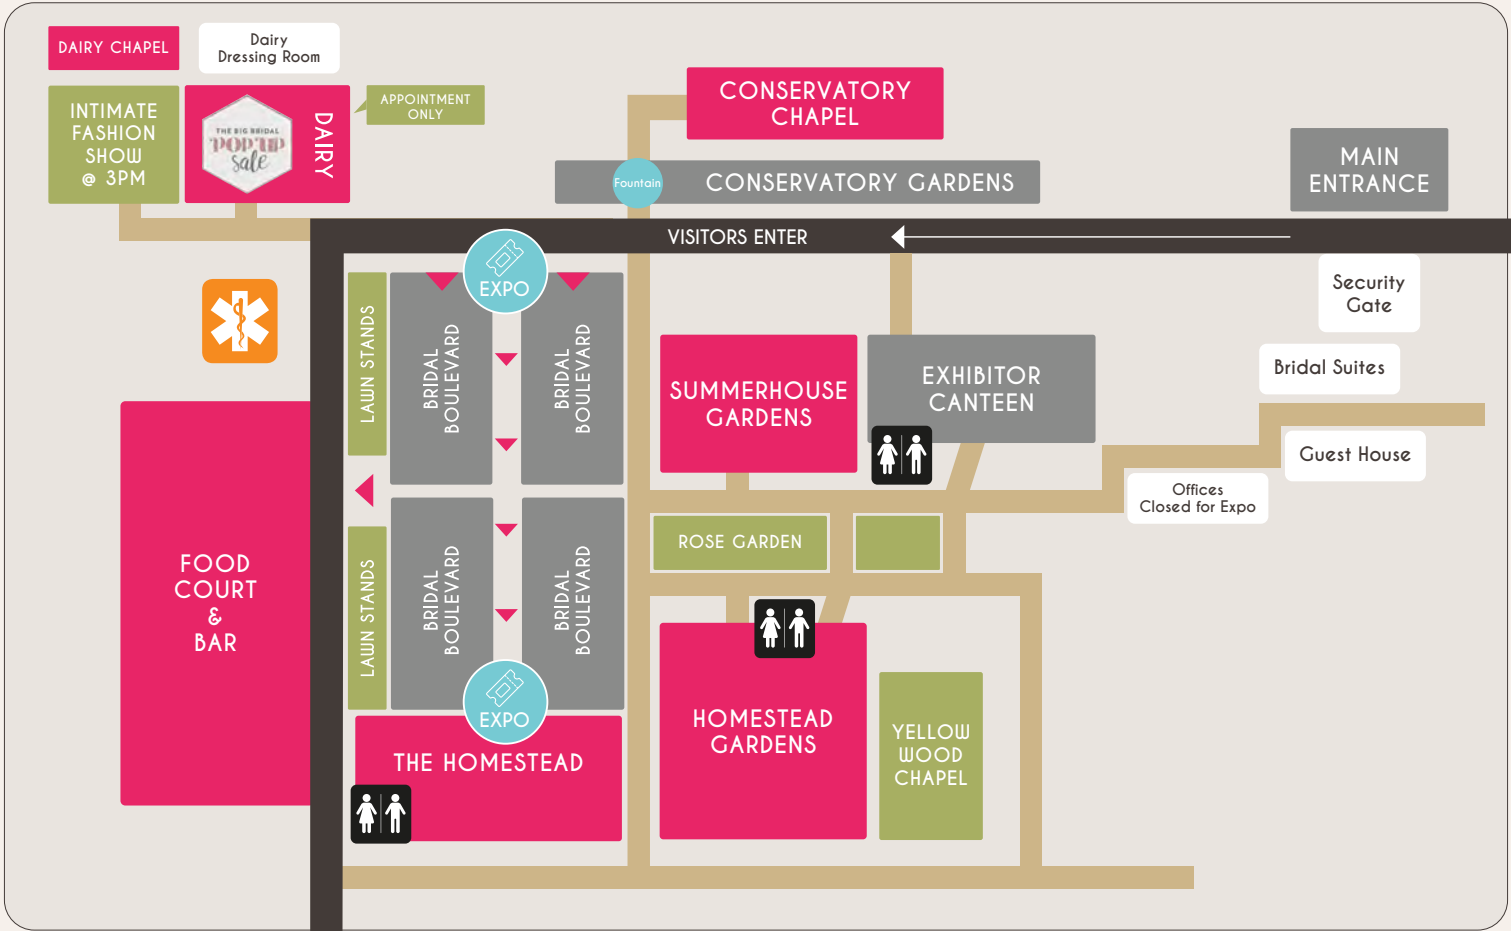 DAIRY CHAPEL
Dairy
Dressing Room
INTIMATE
FASHION
SHOW
@ 3PM
THE BIG BRIDAL
POP UP
sale
DAIRY
APPOINTMENT
ONLY
CONSERVATORY
CHAPEL
Fountain
CONSERVATORY GARDENS
MAIN
ENTRANCE
VISITORS ENTER
EXPO
Security
Gate
LAWN STANDS
BRIDAL
BOULEVARD
BRIDAL
BOULEVARD
SUMMERHOUSE
GARDENS
EXHIBITOR
CANTEEN
Bridal Suites
Guest House
Offices
Closed for Expo
ROSE GARDEN
FOOD
COURT
&
BAR
LAWN STANDS
BRIDAL
BOULEVARD
BRIDAL
BOULEVARD
EXPO
THE HOMESTEAD
HOMESTEAD
GARDENS
YELLOW
WOOD
CHAPEL